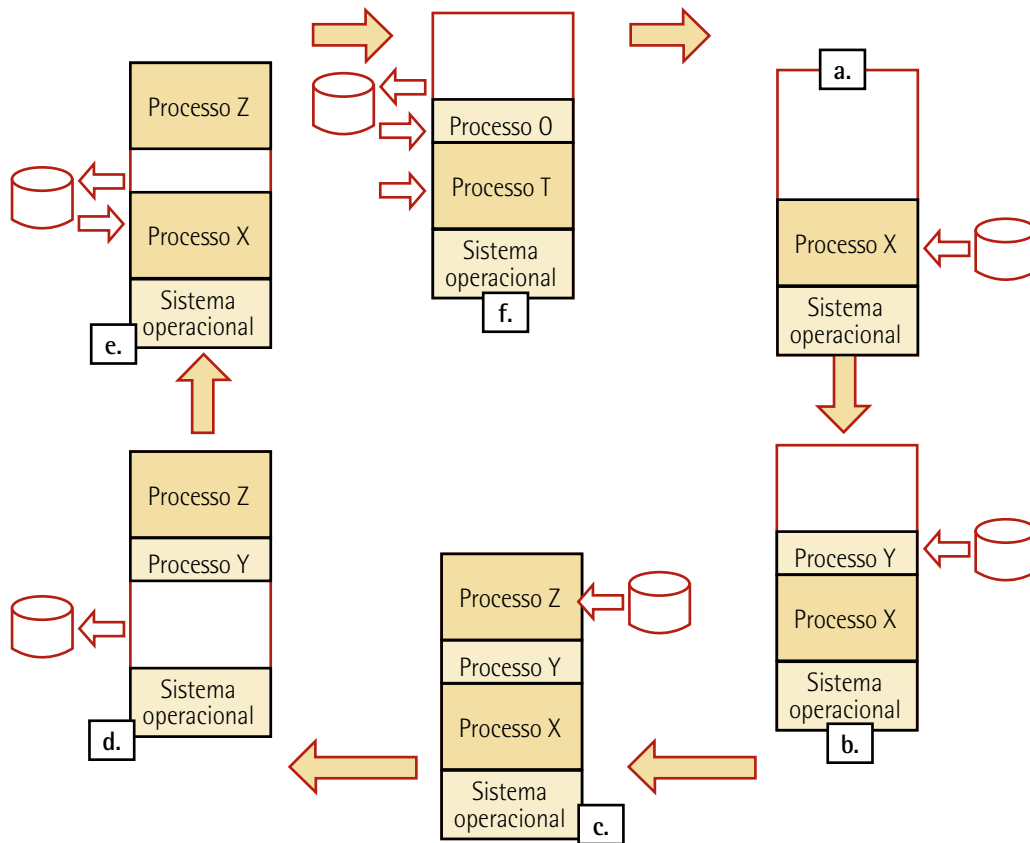 a.
Processo X
Sistema
operacional
Processo Y
Processo X
Sistema
operacional
b.
Processo Z
Processo Y
Processo X
Sistema
operacional
c.
Processo Z
Processo Y
Sistema
operacional
d.
Processo Z
Processo X
Sistema
operacional
e.
Processo O
Processo T
Sistema
operacional
f.